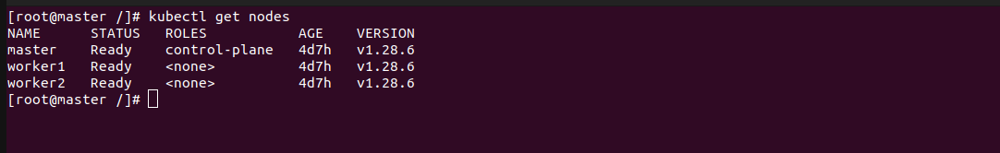 [root@master /]# kubectl get nodes
NAME      STATUS   ROLES           AGE    VERSION
master    Ready    control-plane   4d7h   v1.28.6
worker1   Ready    <none>          4d7h   v1.28.6
worker2   Ready    <none>          4d7h   v1.28.6
[root@master /]#